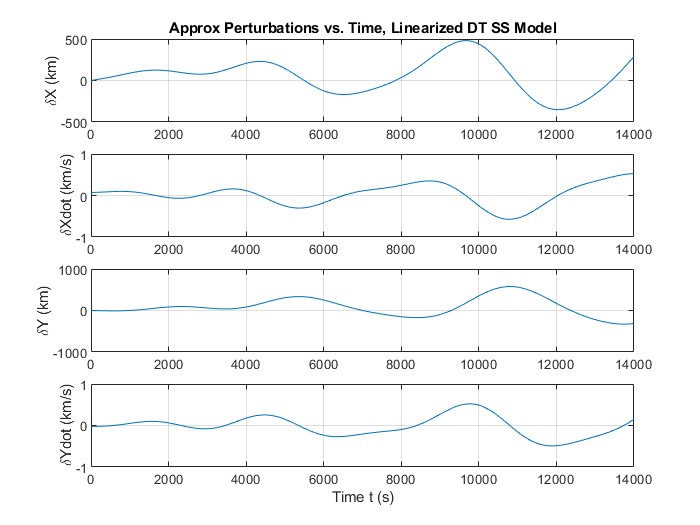 Approx Perturbations vs. Time, Linearized DT SS Model
500
0
-500
δX (km)
0 2000 4000 6000 8000 10000 12000 14000
1
0
-1
δXdot (km/s)
0 2000 4000 6000 8000 10000 12000 14000
1000
0
-1000
δY (km)
0 2000 4000 6000 8000 10000 12000 14000
1
0
-1
δYdot (km/s)
0 2000 4000 6000 8000 10000 12000 14000
Time t (s)